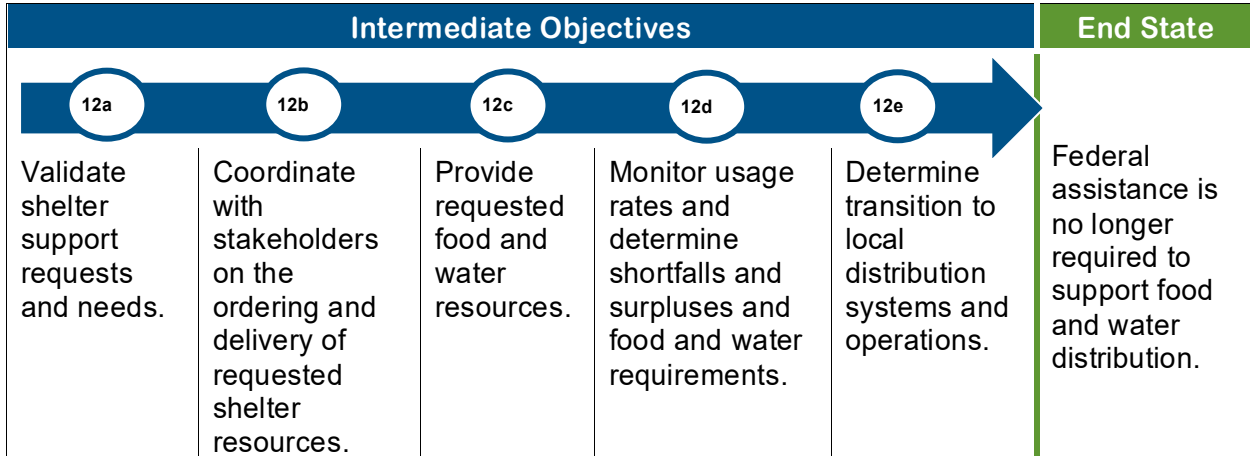 Intermediate Objectives
End State
12a
12b
12c
12d
12e
Validate
shelter
support
requests
and needs.
Coordinate
with
stakeholders
on the
ordering and
delivery of
requested
shelter
resources.
Provide
requested
food and
water
resources.
Monitor usage
rates and
determine
shortfalls and
surpluses and
food and water
requirements.
Determine
transition to
local
distribution
systems and
operations.
Federal
assistance is
no longer
required to
support food
and water
distribution.